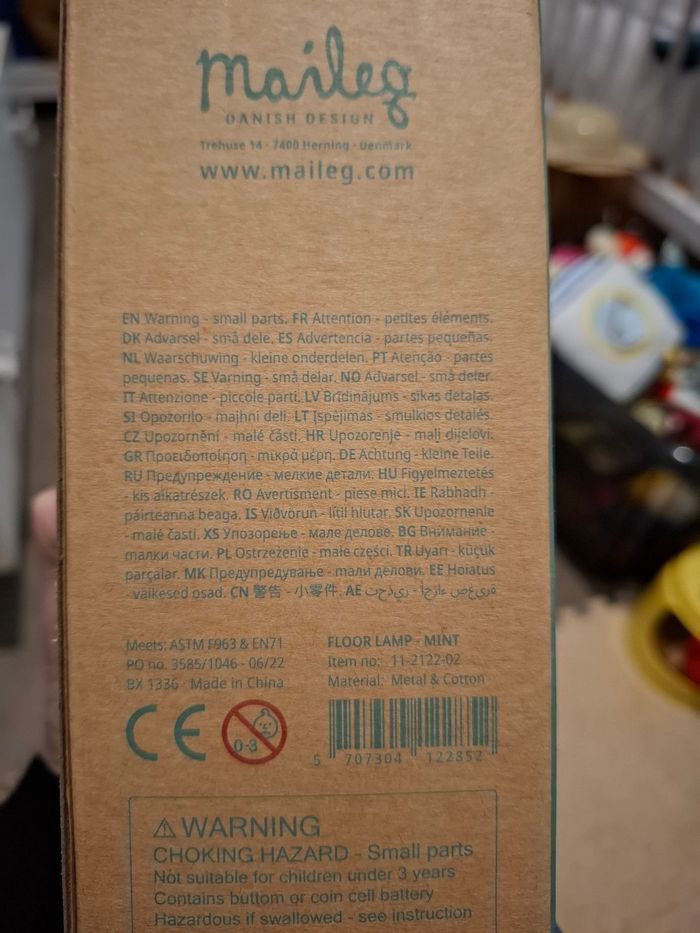 maileg
DANISH DESIGN
Trehuse 14 · 7400 Herning · Denmark
www.maileg.com
EN Warning - small parts. FR Attention - petites éléments.
DK Advarsel - små dele. ES Advertencia - partes pequeñas.
NL Waarschuwing - kleine onderdelen. PT Atenção - partes
pequenas. SE Varning - små delar. NO Advarsel - små deler.
IT Attenzione - piccole parti. LV Brīdinājums - sīkas detaļas.
SI Opozorilo - majhni deli. LT Įspėjimas - smulkios detalės.
CZ Upozornění - malé části. HR Upozorenje - mali dijelovi.
GR Προειδοποίηση - μικρά μέρη. DE Achtung - kleine Teile.
RU Предупреждение - мелкие детали. HU Figyelmeztetés
- kis alkatrészek. RO Avertisment - piese mici. IE Rabhadh -
páirteanna beaga. IS Viðvörun - lítil hlutar. SK Upozornenie
- malé časti. XS Упозорење - мале делове. BG Внимание -
малки части. PL Ostrzeżenie - małe części. TR Uyarı - küçük
parçalar. MK Предупредување - мали делови. EE Hoiatus
- väikesed osad. CN 警告 - 小零件. AE
Meets: ASTM F963 & EN71
PO no. 3585/1046 - 06/22
BX 1336 · Made in China
FLOOR LAMP - MINT
Item no: 11-2122-02
Material: Metal & Cotton
CE
0-3
5 707304 122852
⚠ WARNING
CHOKING HAZARD - Small parts
Not suitable for children under 3 years
Contains buttom or coin cell battery
Hazardous if swallowed - see instruction